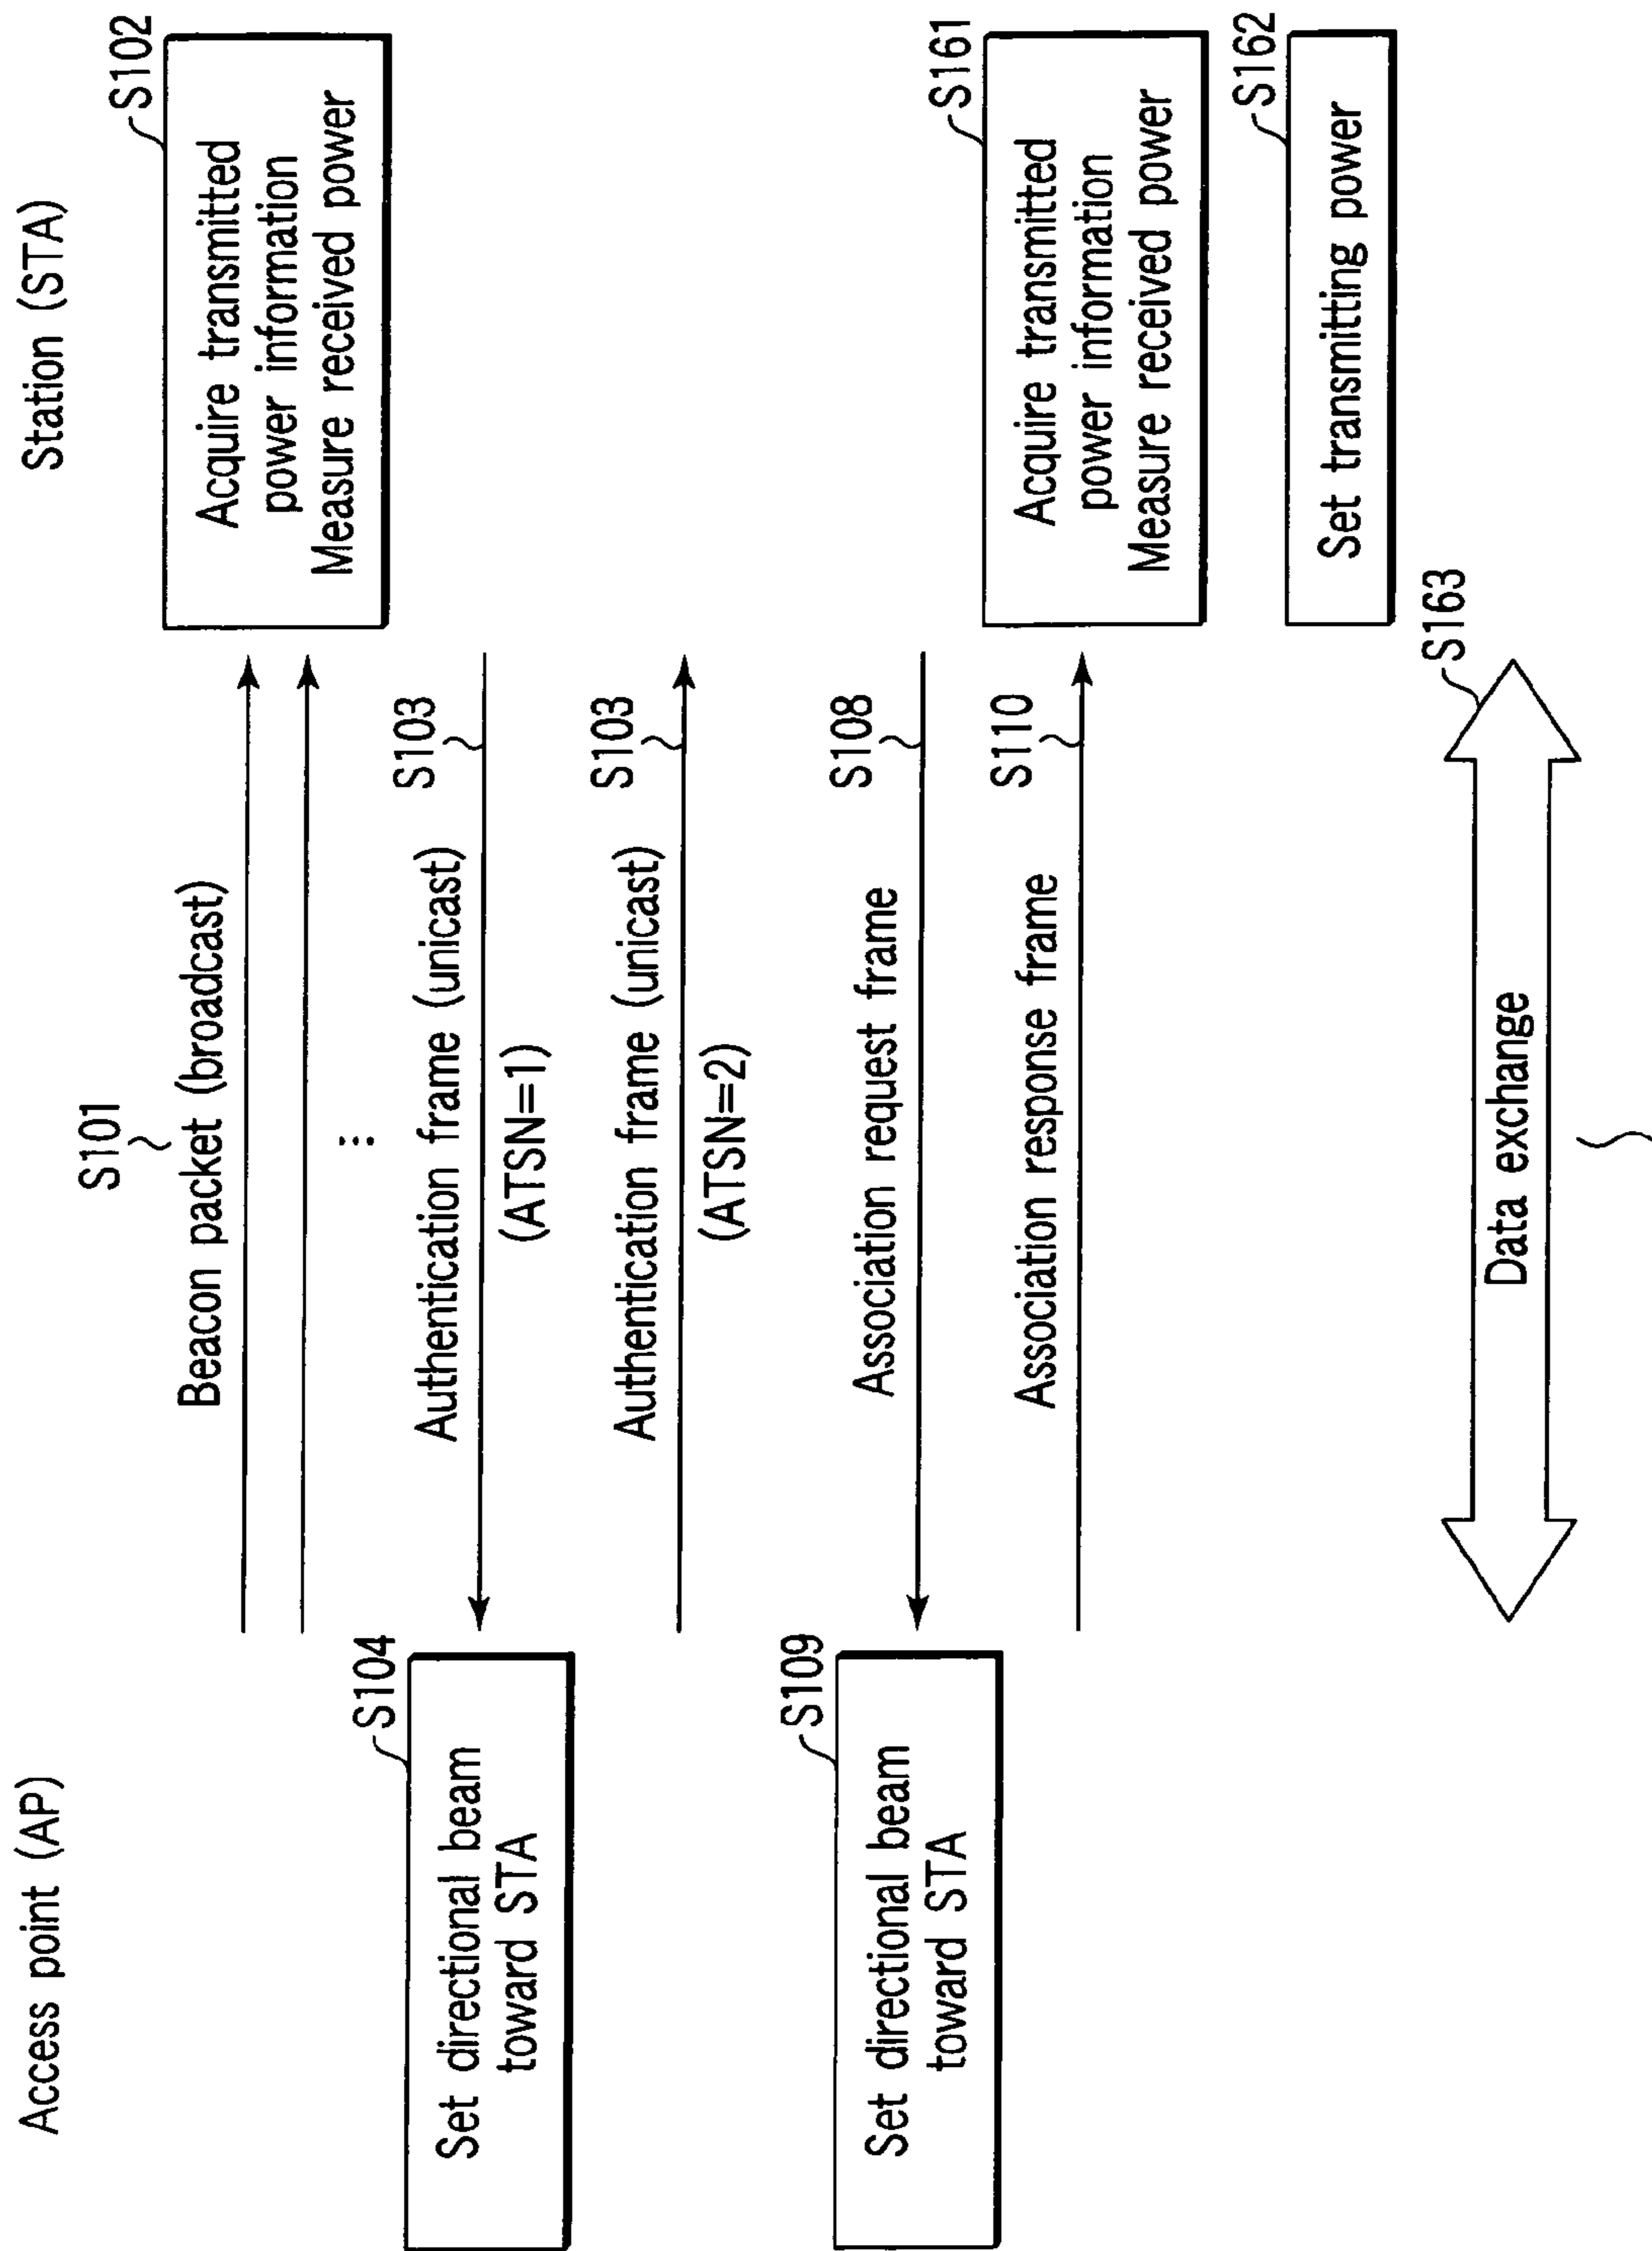 Access point (AP)
Station (STA)
S101
Beacon packet (broadcast)
S102
Acquire transmitted
power information
Measure received power
S103
Authentication frame (unicast)
(ATSN=1)
S104
Set directional beam
toward STA
S103
Authentication frame (unicast)
(ATSN=2)
S108
Association request frame
S109
Set directional beam
toward STA
S110
Association response frame
S161
Acquire transmitted
power information
Measure received power
S162
Set transmitting power
S163
Data exchange